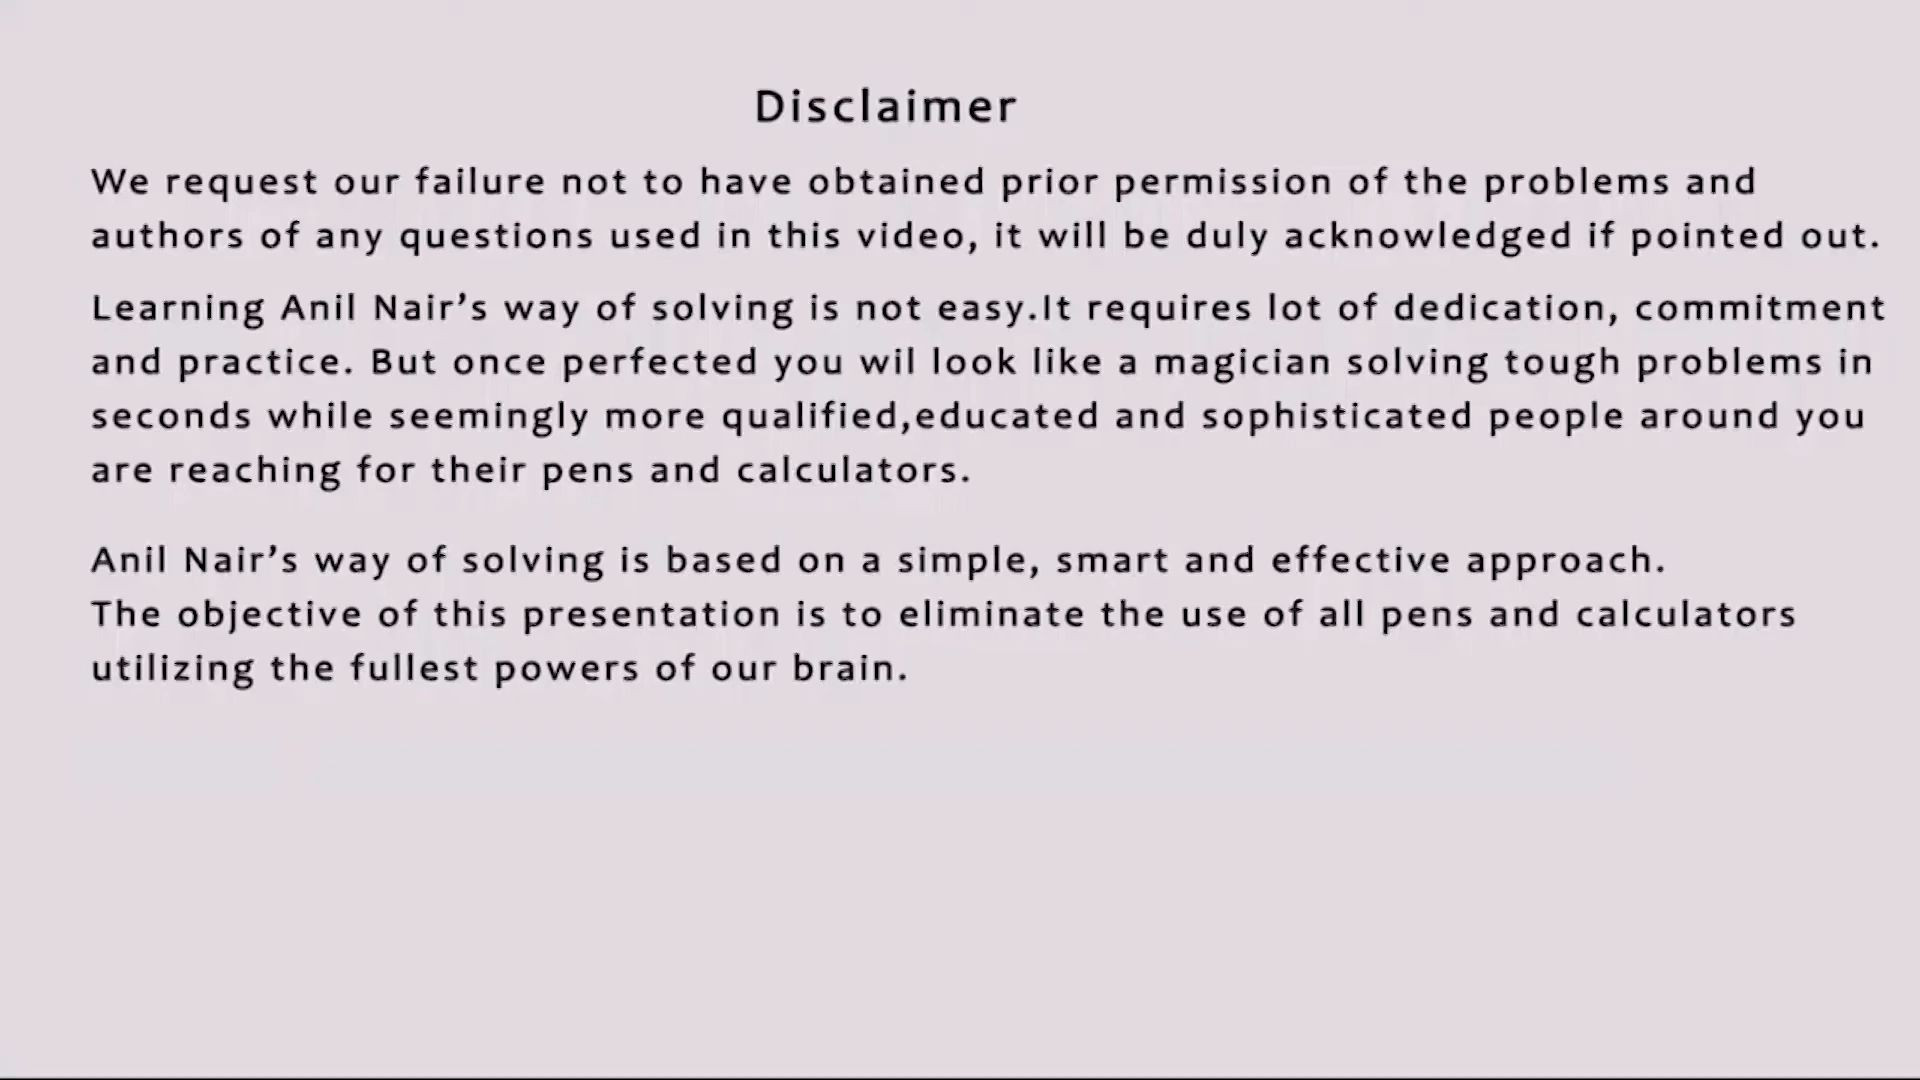 Disclaimer
We request our failure not to have obtained prior permission of the problems and
authors of any questions used in this video, it will be duly acknowledged if pointed out.
Learning Anil Nair’s way of solving is not easy.It requires lot of dedication, commitment
and practice. But once perfected you wil look like a magician solving tough problems in
seconds while seemingly more qualified,educated and sophisticated people around you
are reaching for their pens and calculators.
Anil Nair’s way of solving is based on a simple, smart and effective approach.
The objective of this presentation is to eliminate the use of all pens and calculators
utilizing the fullest powers of our brain.